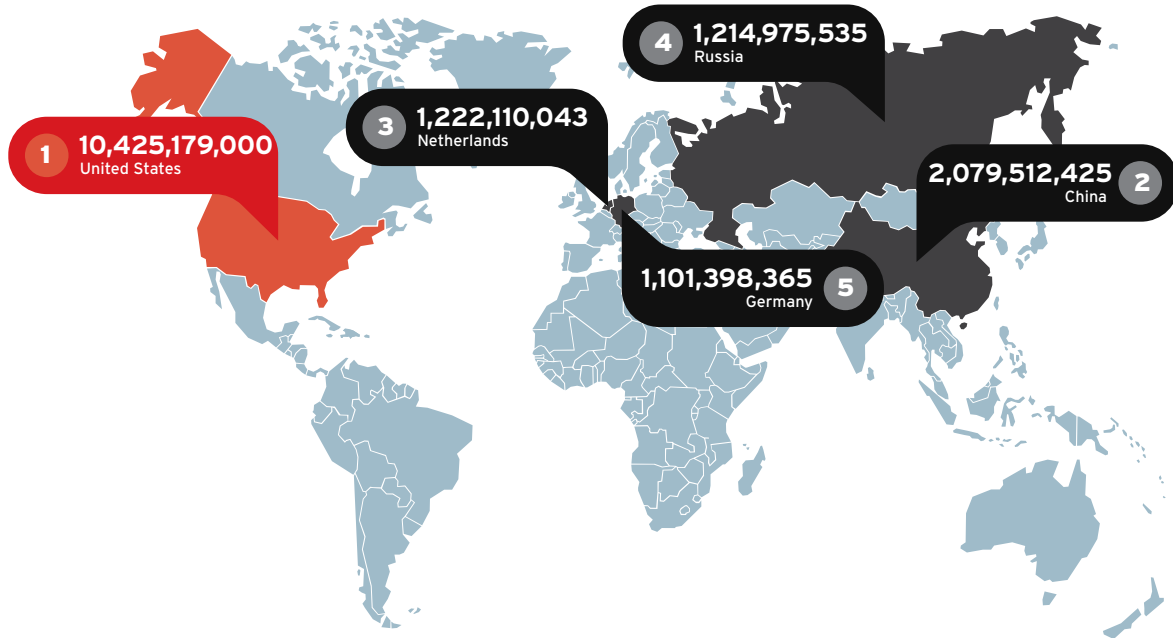 4
1,214,975,535
Russia
3
1,222,110,043
Netherlands
1
10,425,179,000
United States
2,079,512,425
China
2
1,101,398,365
Germany
5